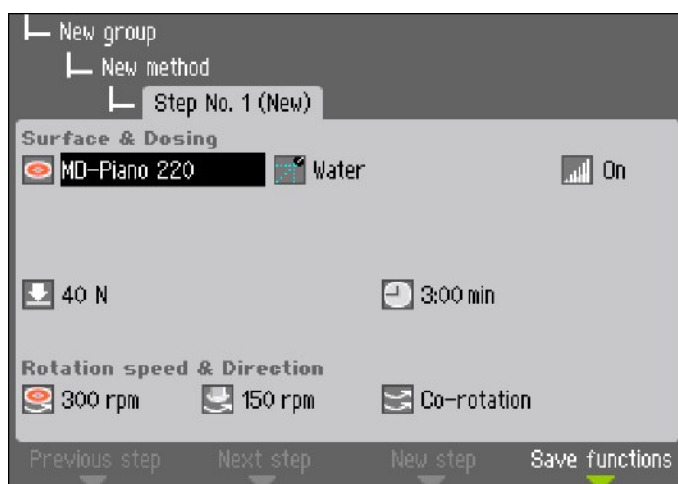 New group
New method
Step No. 1 (New)
Surface & Dosing
MD-Piano 220 Water On
40 N 3:00 min
Rotation speed & Direction
300 rpm 150 rpm Co-rotation
Previous step Next step New step Save functions